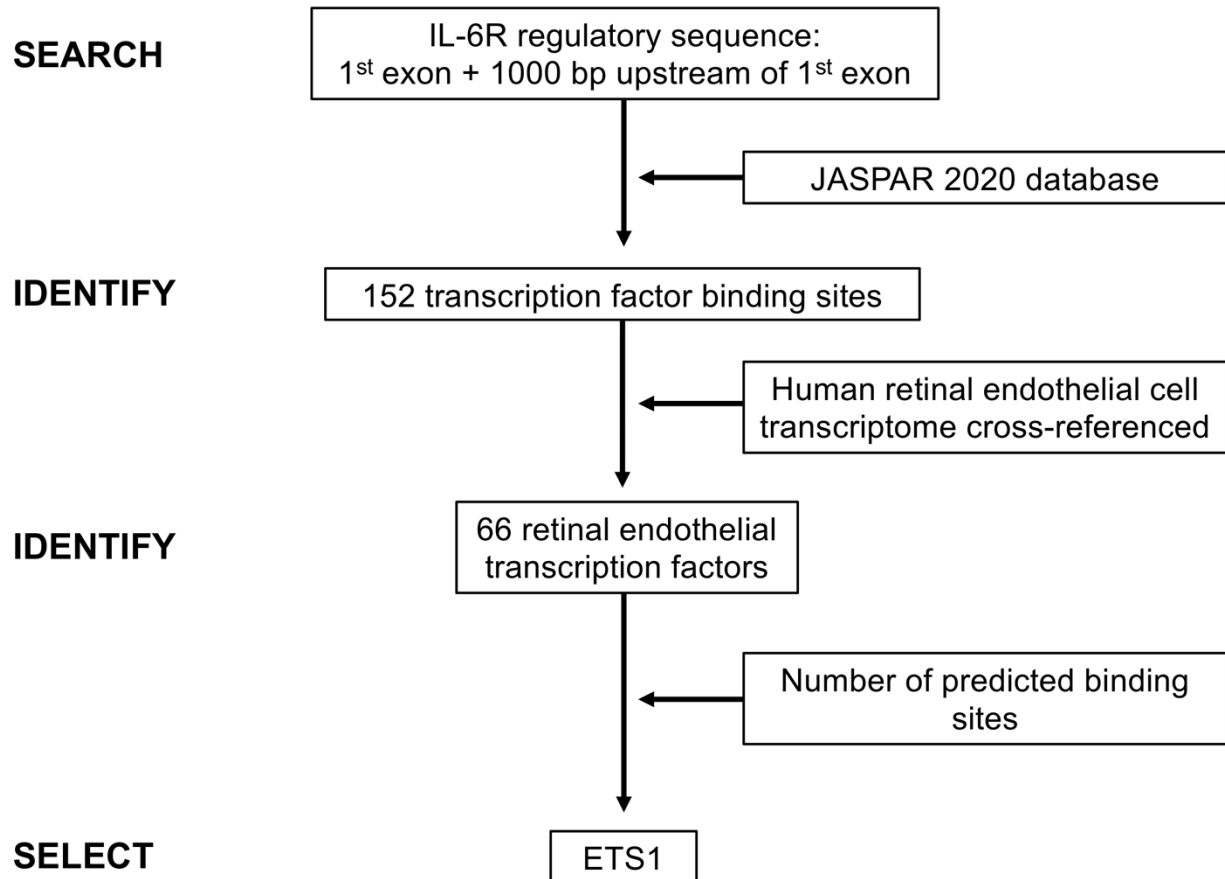 SEARCH
IL-6R regulatory sequence:
1st exon + 1000 bp upstream of 1st exon
JASPAR 2020 database
IDENTIFY
152 transcription factor binding sites
Human retinal endothelial cell
transcriptome cross-referenced
IDENTIFY
66 retinal endothelial
transcription factors
Number of predicted binding
sites
SELECT
ETS1